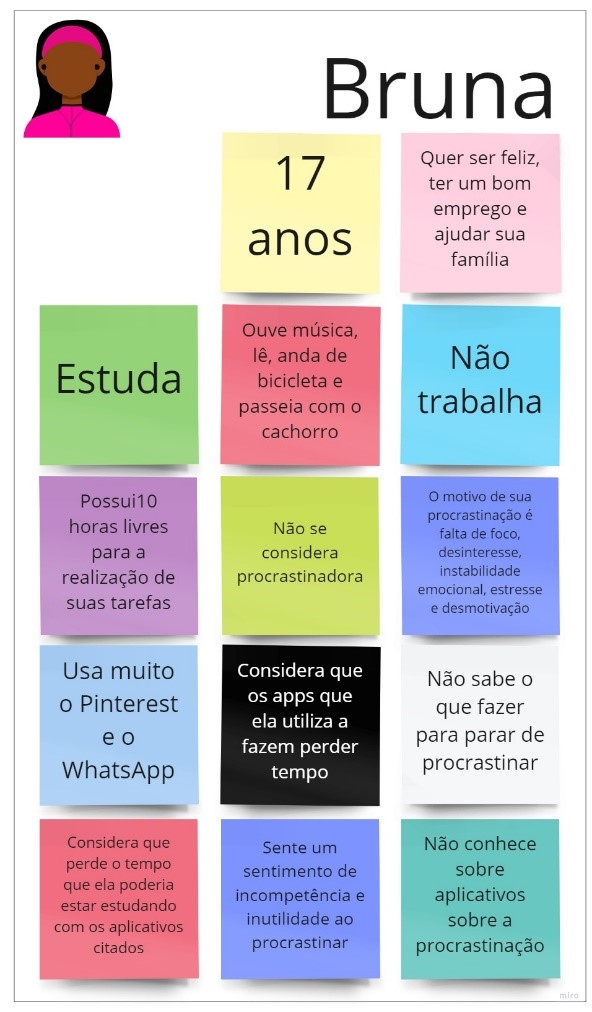 Bruna
17
anos
Quer ser feliz,
ter um bom
emprego e
ajudar sua
família
Estuda
Ouve música,
lê, anda de
bicicleta e
passeia com o
cachorro
Não
trabalha
Possui10
horas livres
para a
realização de
suas tarefas
Não se
considera
procrastinadora
O motivo de sua
procrastinação é
falta de foco,
desinteresse,
instabilidade
emocional, estresse
e desmotivação
Usa muito
o Pinterest
e o
WhatsApp
Considera que
os apps que
ela utiliza a
fazem perder
tempo
Não sabe o
que fazer
para parar de
procrastinar
Considera que
perde o tempo
que ela poderia
estar estudando
com os aplicativos
citados
Sente um
sentimento de
incompetência e
inutilidade ao
procrastinar
Não conhece
sobre
aplicativos
sobre a
procrastinação
miro